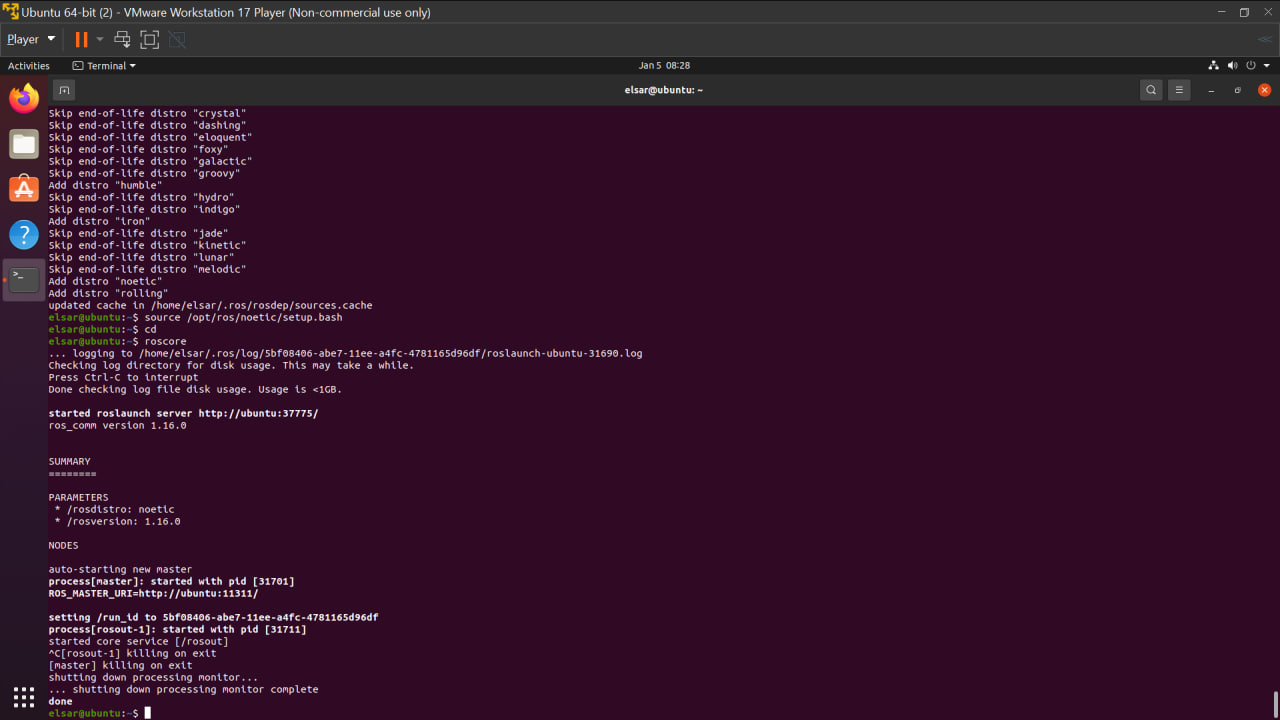 Ubuntu 64-bit (2) - VMware Workstation 17 Player (Non-commercial use only)
Player
Activities
Terminal
Jan 5 08:28
elsar@ubuntu: ~
Skip end-of-life distro "crystal"
Skip end-of-life distro "dashing"
Skip end-of-life distro "eloquent"
Skip end-of-life distro "foxy"
Skip end-of-life distro "galactic"
Skip end-of-life distro "groovy"
Add distro "humble"
Skip end-of-life distro "hydro"
Skip end-of-life distro "indigo"
Add distro "iron"
Skip end-of-life distro "jade"
Skip end-of-life distro "kinetic"
Skip end-of-life distro "lunar"
Skip end-of-life distro "melodic"
Add distro "noetic"
Add distro "rolling"
updated cache in /home/elsar/.ros/rosdep/sources.cache
elsar@ubuntu:~$ source /opt/ros/noetic/setup.bash
elsar@ubuntu:~$ cd
elsar@ubuntu:~$ roscore
... logging to /home/elsar/.ros/log/5bf08406-abe7-11ee-a4fc-4781165d96df/roslaunch-ubuntu-31690.log
Checking log directory for disk usage. This may take a while.
Press Ctrl-C to interrupt
Done checking log file disk usage. Usage is <1GB.
started roslaunch server http://ubuntu:37775/
ros_comm version 1.16.0
SUMMARY
========
PARAMETERS
* /rosdistro: noetic
* /rosversion: 1.16.0
NODES
auto-starting new master
process[master]: started with pid [31701]
ROS_MASTER_URI=http://ubuntu:11311/
setting /run_id to 5bf08406-abe7-11ee-a4fc-4781165d96df
process[rosout-1]: started with pid [31711]
started core service [/rosout]
^C[rosout-1] killing on exit
[master] killing on exit
shutting down processing monitor...
... shutting down processing monitor complete
done
elsar@ubuntu:~$